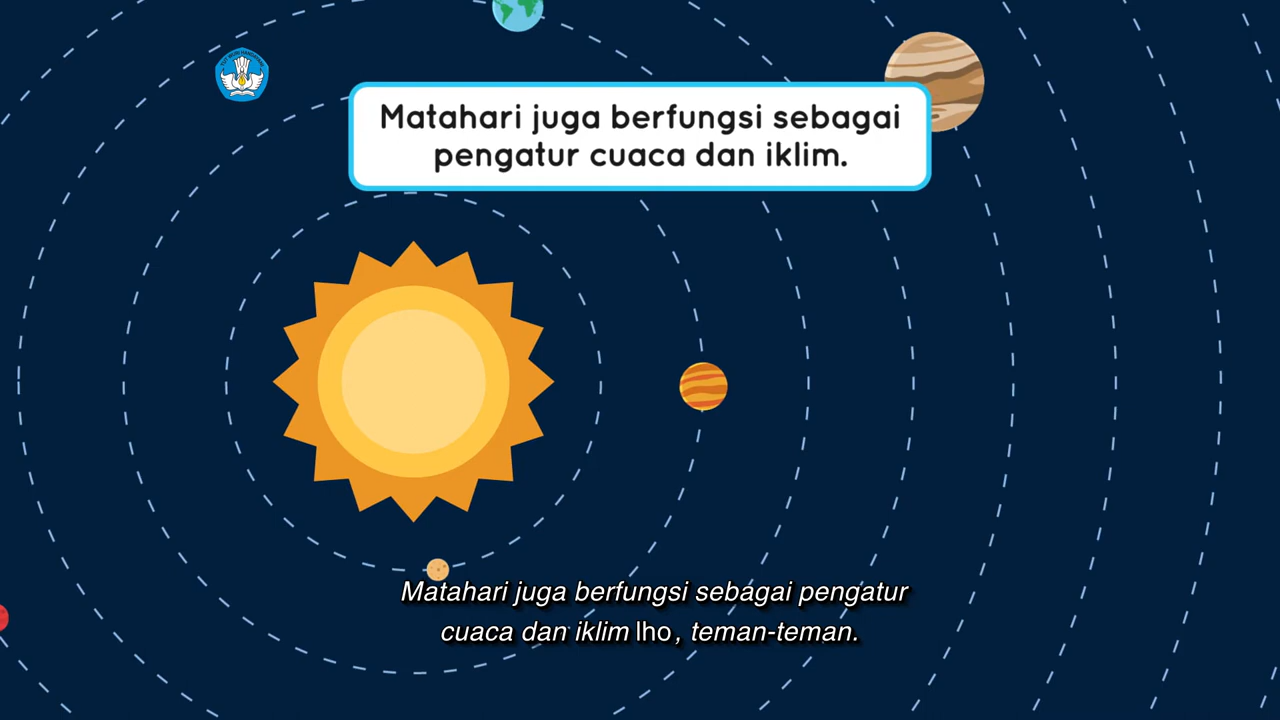 Matahari juga berfungsi sebagai
pengatur cuaca dan iklim.
Matahari juga berfungsi sebagai pengatur
cuaca dan iklim lho, teman-teman.